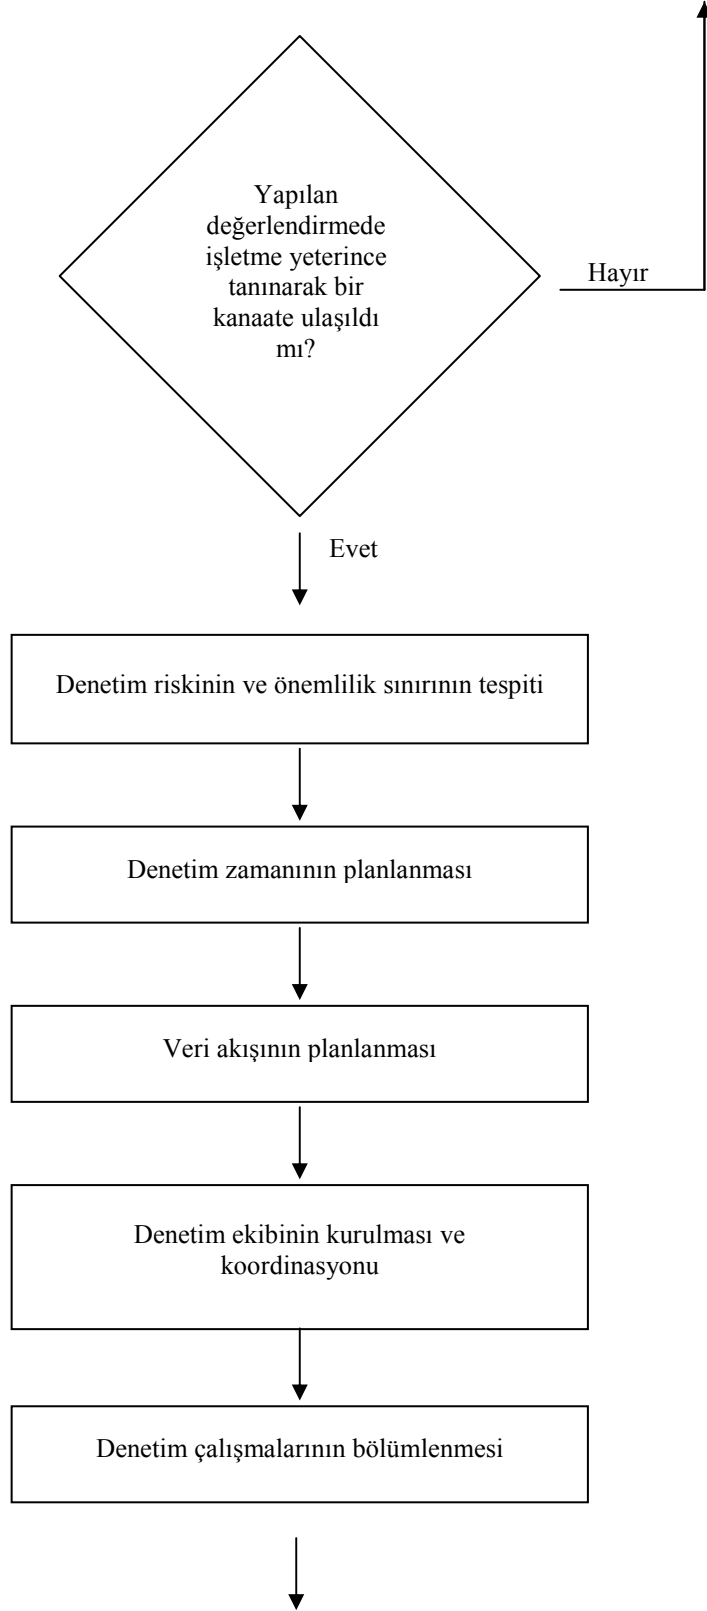 Yapılan
değerlendirmede
işletme yeterince
tanınarak bir
kanaate ulaşıldı
mı?
Hayır
Evet
Denetim riskinin ve önemlilik sınırının tespiti
Denetim zamanının planlanması
Veri akışının planlanması
Denetim ekibinin kurulması ve
koordinasyonu
Denetim çalışmalarının bölümlenmesi